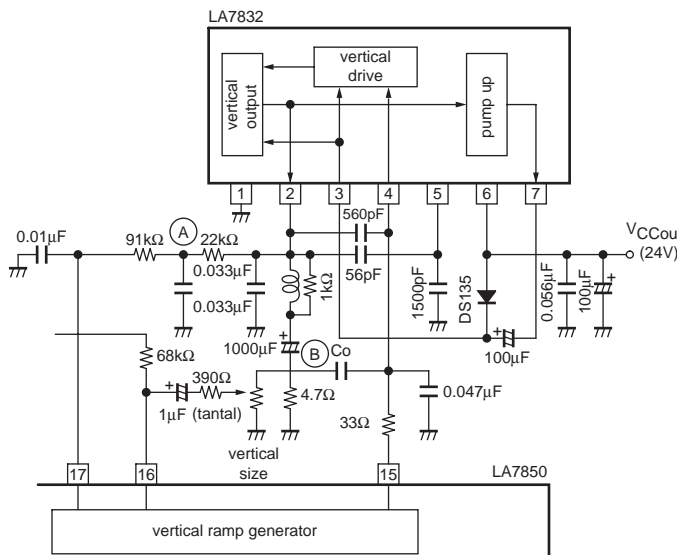 LA7832
vertical output
vertical drive
pump up
1 2 3 4 5 6 7
560pF
VCCou
(24V)
0.01μF
91kΩ
A
22kΩ
56pF
0.033μF
0.033μF
1kΩ
1500pF
DS135
0.056μF
100μF
+
68kΩ
1000μF
+
B
Co
+
100μF
+
390Ω
1μF (tantal)
4.7Ω
33Ω
0.047μF
vertical
size
17 16 15
LA7850
vertical ramp generator